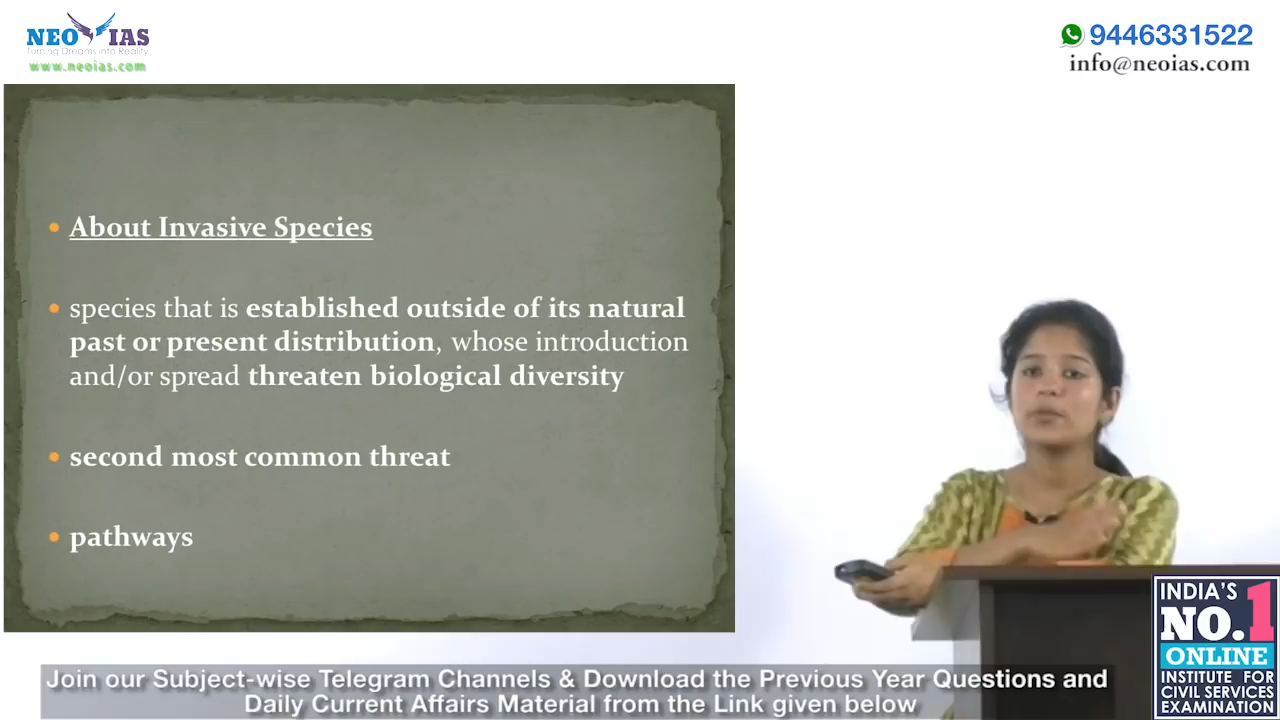 NEO IAS
Turning Dreams into Reality
www.neoias.com
9446331522
info@neoias.com
• About Invasive Species
• species that is established outside of its natural
past or present distribution, whose introduction
and/or spread threaten biological diversity
• second most common threat
• pathways
INDIA'S
NO.1
ONLINE
INSTITUTE FOR
CIVIL SERVICES
EXAMINATION
Join our Subject-wise Telegram Channels & Download the Previous Year Questions and
Daily Current Affairs Material from the Link given below